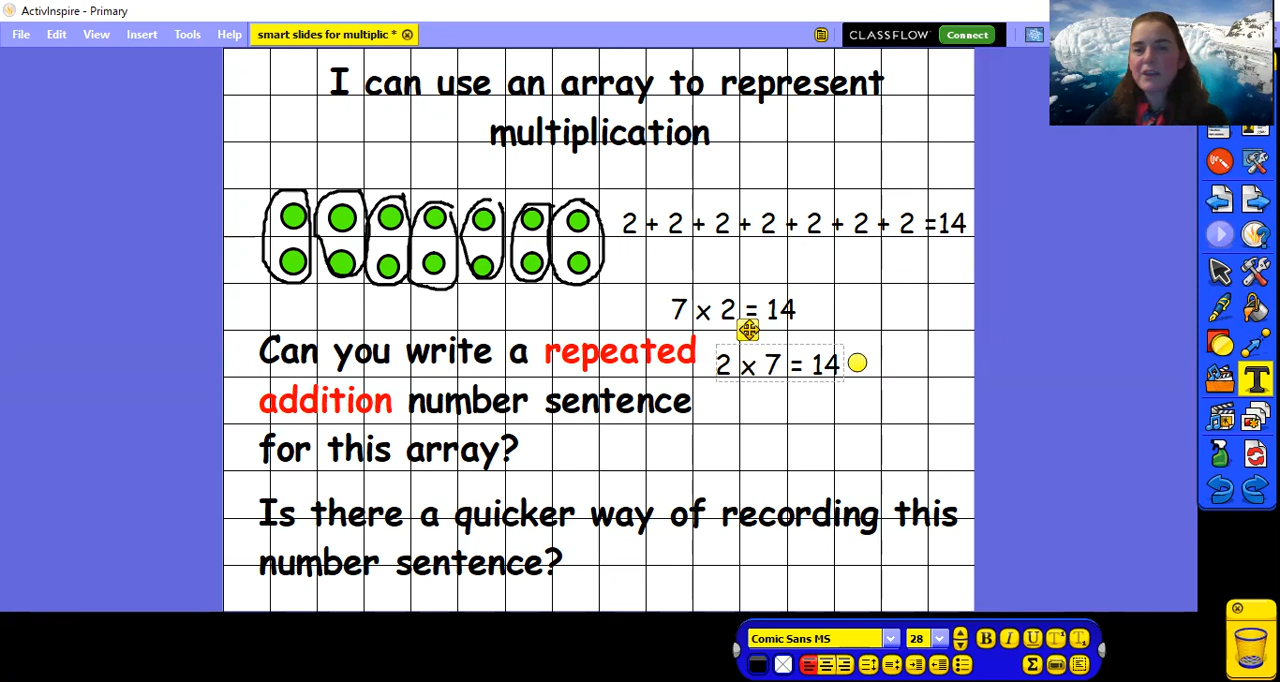 ActivInspire - Primary
File Edit View Insert Tools Help smart slides for multiplic * CLASSFLOW Connect
I can use an array to represent
multiplication
2 + 2 + 2 + 2 + 2 + 2 + 2 =14
7 x 2 = 14
Can you write a repeated
2 x 7 = 14
addition number sentence
for this array?
Is there a quicker way of recording this
number sentence?
Comic Sans MS 28 B I U T² T₁